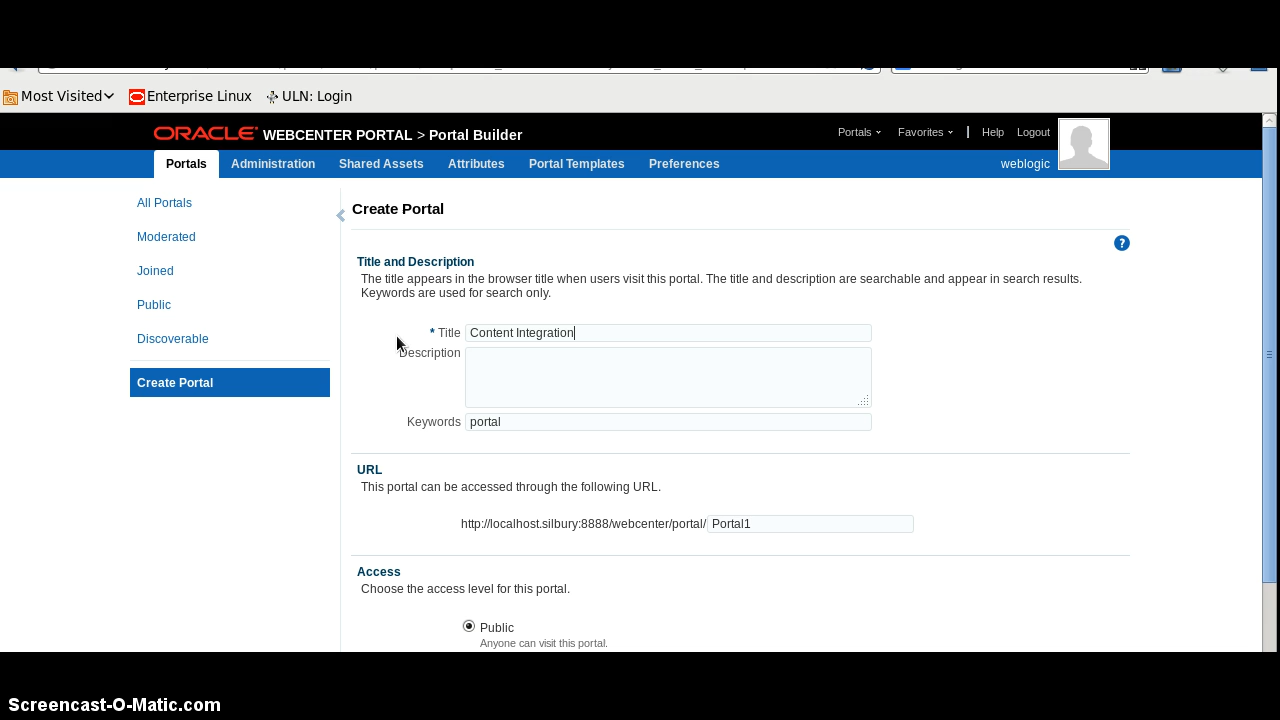 Most Visited Enterprise Linux ULN: Login
ORACLE WEBCENTER PORTAL > Portal Builder Portals Favorites | Help Logout
Portals Administration Shared Assets Attributes Portal Templates Preferences weblogic
All Portals
Moderated
Joined
Public
Discoverable
Create Portal
Create Portal
?
Title and Description
The title appears in the browser title when users visit this portal. The title and description are searchable and appear in search results.
Keywords are used for search only.
* Title Content Integration
Description
Keywords portal
URL
This portal can be accessed through the following URL.
http://localhost.silbury:8888/webcenter/portal/ Portal1
Access
Choose the access level for this portal.
Public
Anyone can visit this portal.
Screencast-O-Matic.com